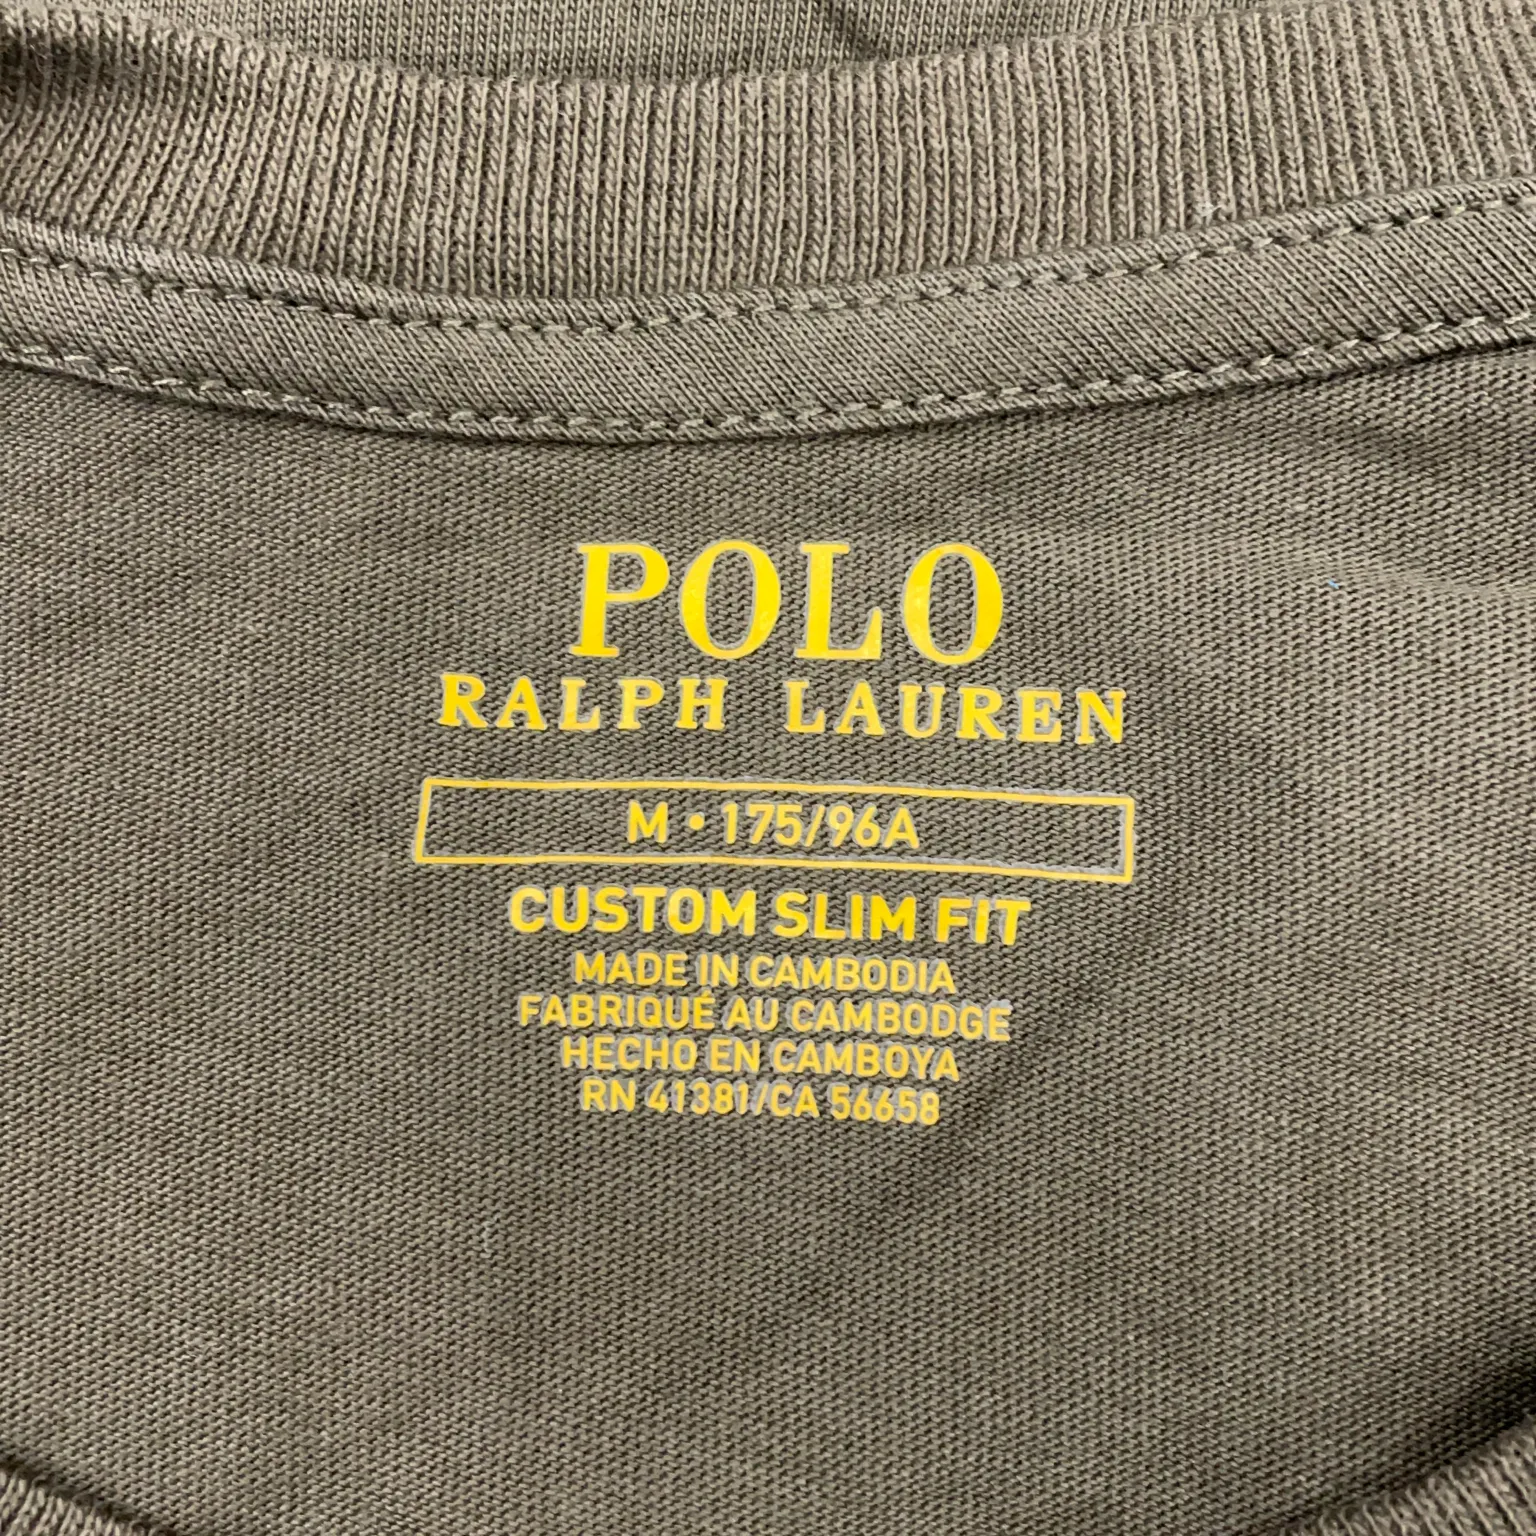 POLO
RALPH LAUREN
M • 175/96A
CUSTOM SLIM FIT
MADE IN CAMBODIA
FABRIQUÉ AU CAMBODGE
HECHO EN CAMBOYA
RN 41381/CA 56658